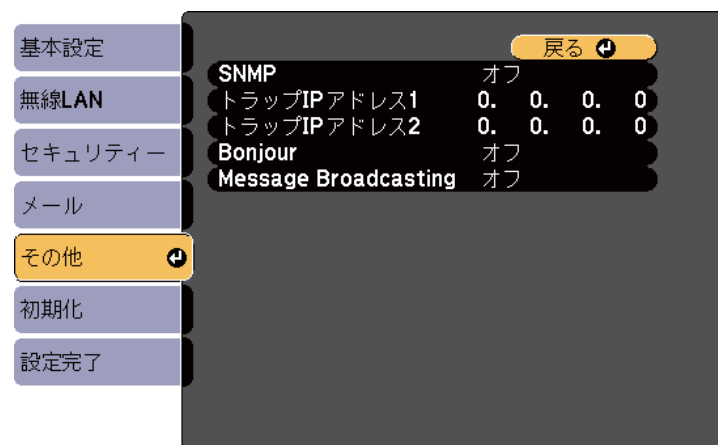 基本設定
無線LAN
セキュリティー
メール
その他
初期化
設定完了
戻る
SNMP オフ
トラップIPアドレス1 0. 0. 0. 0
トラップIPアドレス2 0. 0. 0. 0
Bonjour オフ
Message Broadcasting オフ